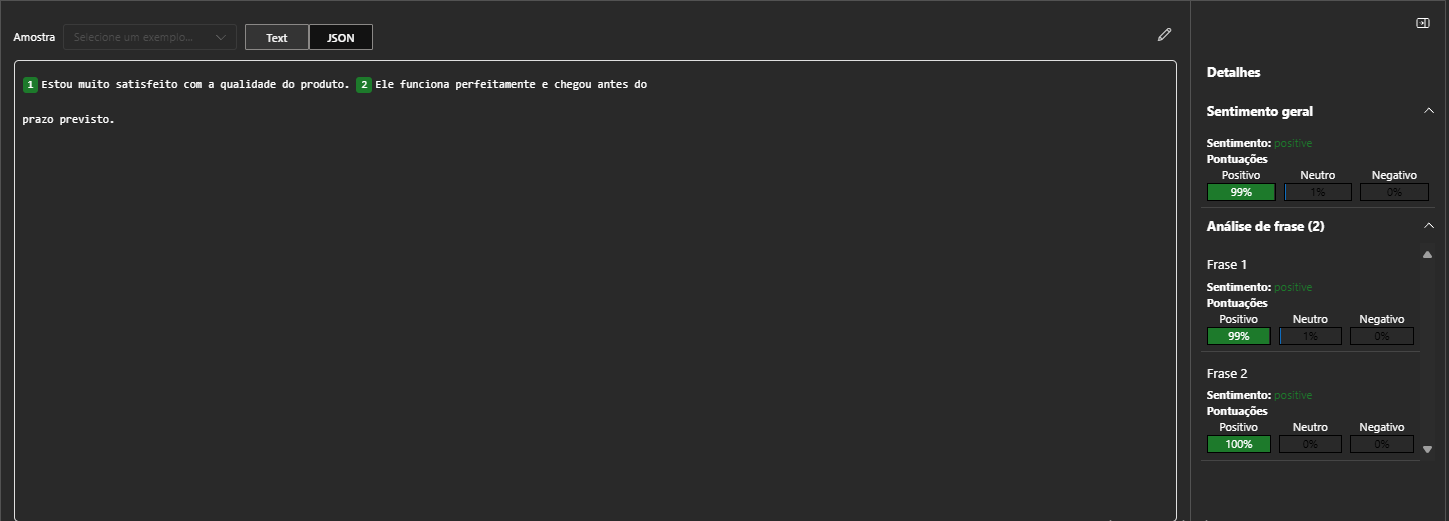 Amostra Selecione um exemplo... Text JSON
1 Estou muito satisfeito com a qualidade do produto. 2 Ele funciona perfeitamente e chegou antes do
prazo previsto.
Detalhes
Sentimento geral
Sentimento: positive
Pontuações
Positivo Neutro Negativo
99% 1% 0%
Análise de frase (2)
Frase 1
Sentimento: positive
Pontuações
Positivo Neutro Negativo
99% 1% 0%
Frase 2
Sentimento: positive
Pontuações
Positivo Neutro Negativo
100% 0% 0%